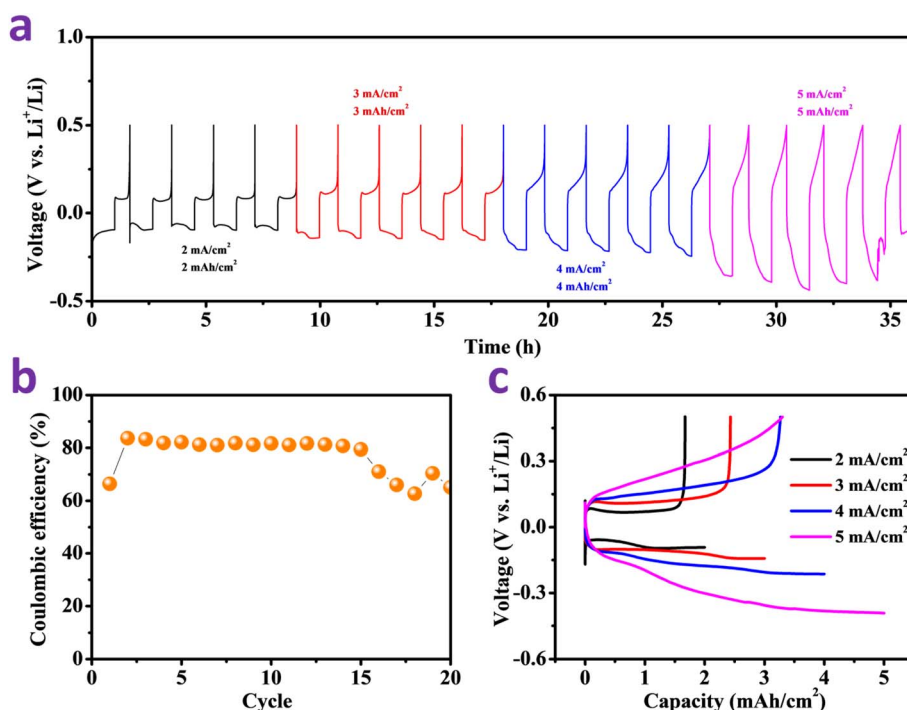 a
1.0
0.5
0.0
-0.5
Voltage (V vs. Li⁺/Li)
2 mA/cm²
2 mAh/cm²
3 mA/cm²
3 mAh/cm²
4 mA/cm²
4 mAh/cm²
5 mA/cm²
5 mAh/cm²
0 5 10 15 20 25 30 35
Time (h)
b
100
80
60
40
20
0
Coulombic efficiency (%)
0 5 10 15 20
Cycle
c
0.6
0.3
0.0
-0.3
-0.6
Voltage (V vs. Li⁺/Li)
2 mA/cm²
3 mA/cm²
4 mA/cm²
5 mA/cm²
0 1 2 3 4 5
Capacity (mAh/cm²)